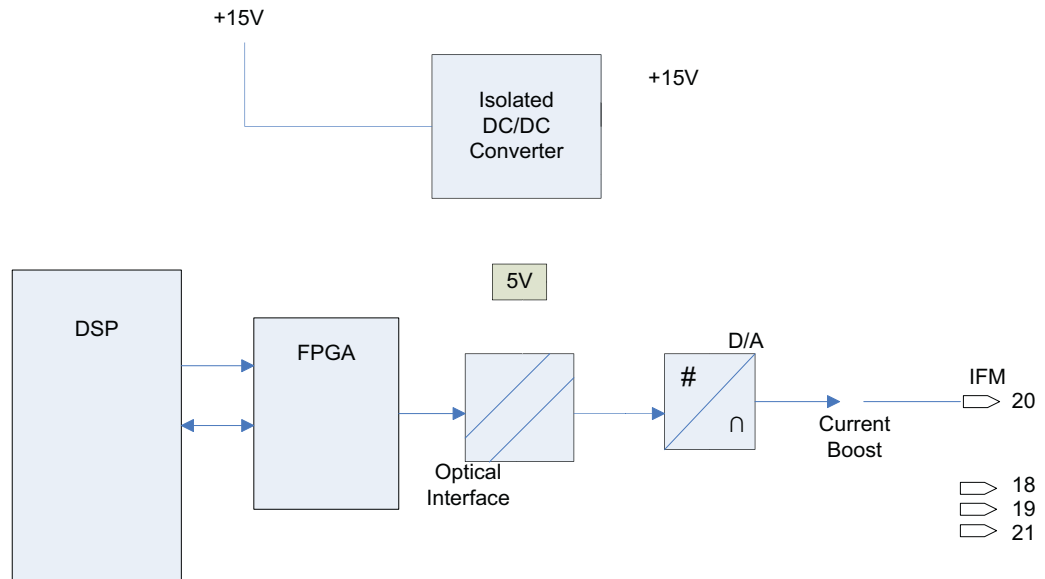 +15V
Isolated
DC/DC
Converter
+15V
5V
DSP
FPGA
D/A
#
∩
IFM
20
Current
Boost
Optical
Interface
18
19
21